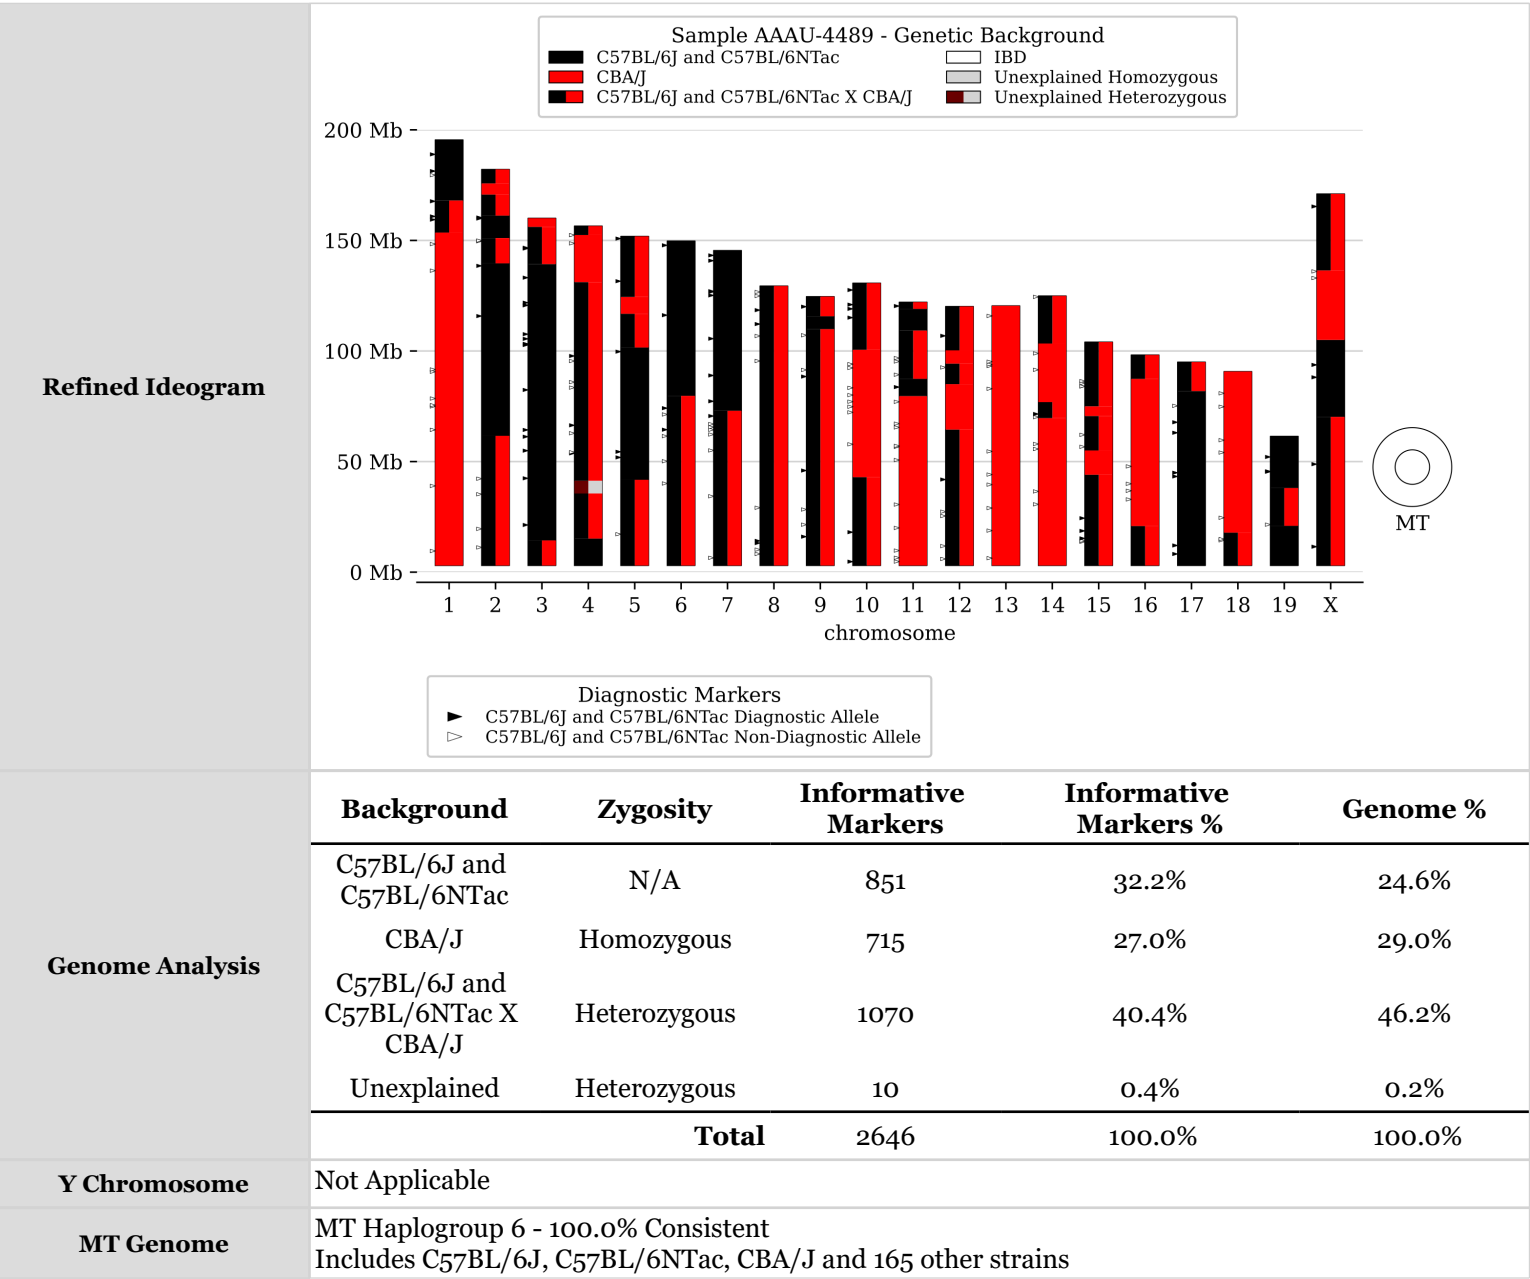 Refined Ideogram
Sample AAAU-4489 - Genetic Background
C57BL/6J and C57BL/6NTac
CBA/J
C57BL/6J and C57BL/6NTac X CBA/J
IBD
Unexplained Homozygous
Unexplained Heterozygous
200 Mb
150 Mb
100 Mb
50 Mb
0 Mb
1 2 3 4 5 6 7 8 9 10 11 12 13 14 15 16 17 18 19 X
chromosome
MT
Diagnostic Markers
C57BL/6J and C57BL/6NTac Diagnostic Allele
C57BL/6J and C57BL/6NTac Non-Diagnostic Allele
Genome Analysis
Background Zygosity Informative Markers Informative Markers % Genome %
C57BL/6J and
C57BL/6NTac N/A 851 32.2% 24.6%
CBA/J Homozygous 715 27.0% 29.0%
C57BL/6J and
C57BL/6NTac X
CBA/J Heterozygous 1070 40.4% 46.2%
Unexplained Heterozygous 10 0.4% 0.2%
Total 2646 100.0% 100.0%
Y Chromosome
Not Applicable
MT Genome
MT Haplogroup 6 - 100.0% Consistent
Includes C57BL/6J, C57BL/6NTac, CBA/J and 165 other strains